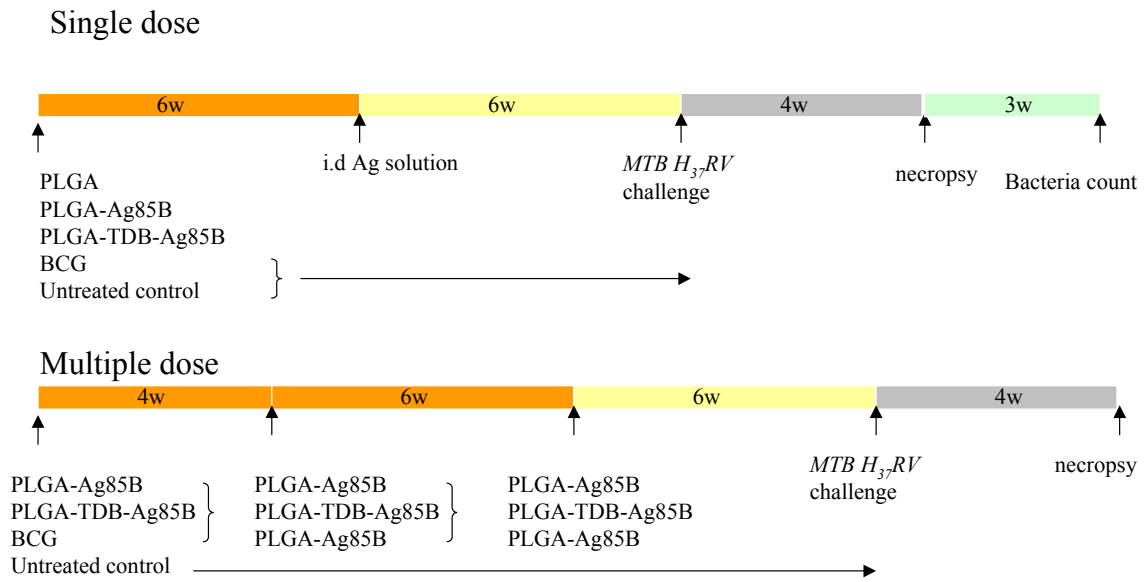 Single dose
6w 6w 4w 3w
i.d Ag solution
MTB H37RV
challenge
necropsy
Bacteria count
PLGA
PLGA-Ag85B
PLGA-TDB-Ag85B
BCG
Untreated control
Multiple dose
4w 6w 6w 4w
MTB H37RV
challenge
necropsy
PLGA-Ag85B PLGA-Ag85B PLGA-Ag85B
PLGA-TDB-Ag85B PLGA-TDB-Ag85B PLGA-TDB-Ag85B
BCG PLGA-Ag85B PLGA-Ag85B
Untreated control